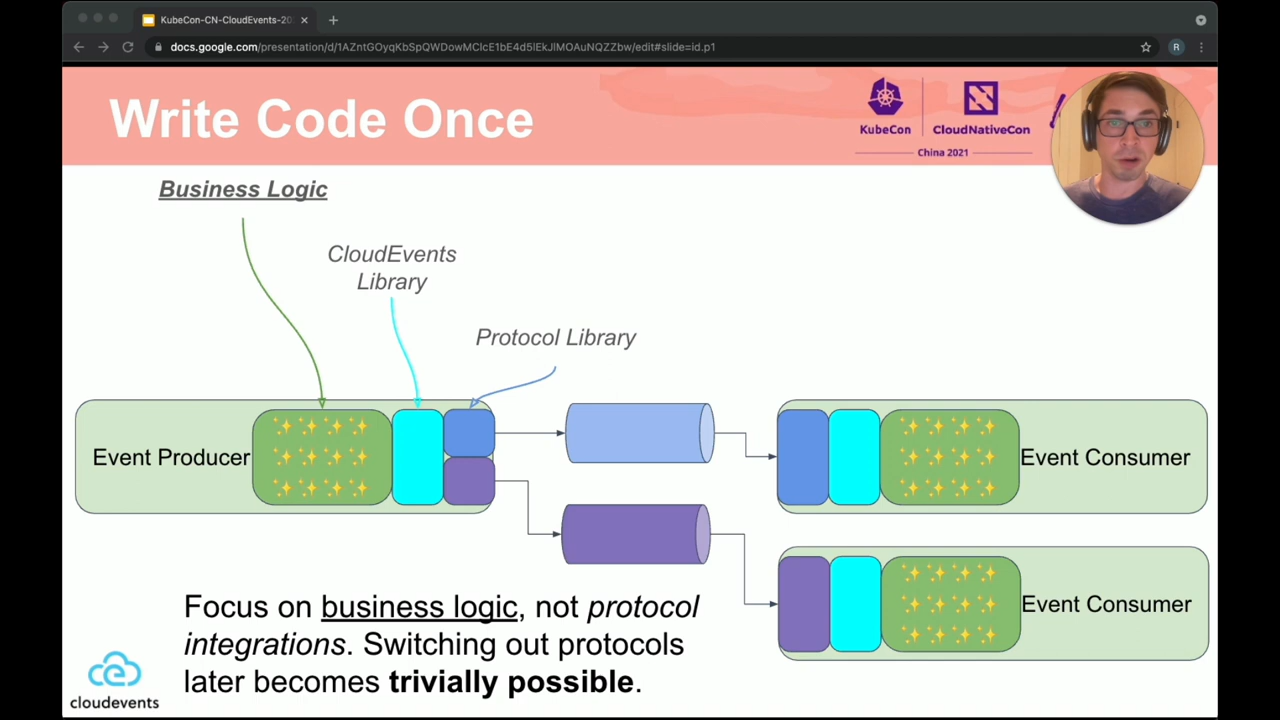 KubeCon-CN-CloudEvents-202
docs.google.com/presentation/d/1AZntGOyqKbSpQWDowMClcE1bE4d5lEkJlMOAuNQZZbw/edit#slide=id.p1
R
Write Code Once
KubeCon
CloudNativeCon
China 2021
Business Logic
CloudEvents
Library
Protocol Library
Event Producer
Event Consumer
Event Consumer
Focus on business logic, not protocol
integrations. Switching out protocols
later becomes trivially possible.
cloudevents